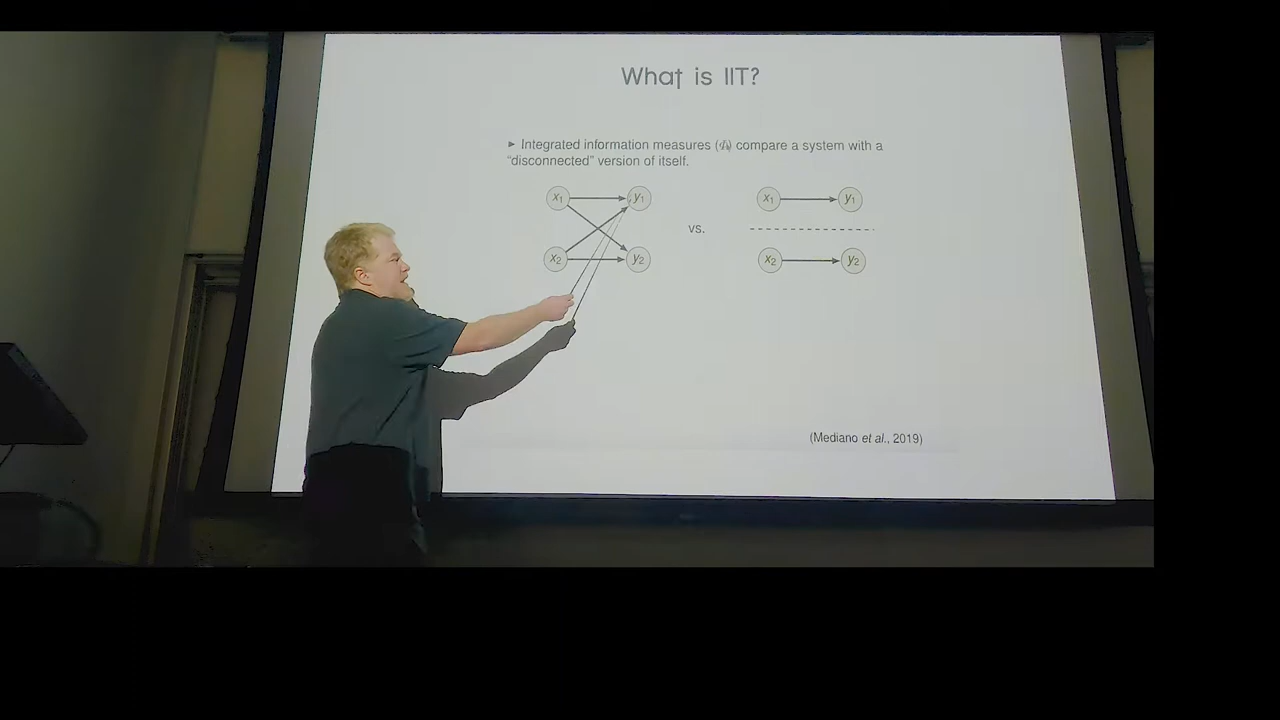 What is IIT?
► Integrated information measures (Φ) compare a system with a
“disconnected” version of itself.
x₁ y₁ x₁ y₁
vs.
x₂ y₂ x₂ y₂
(Mediano et al., 2019)